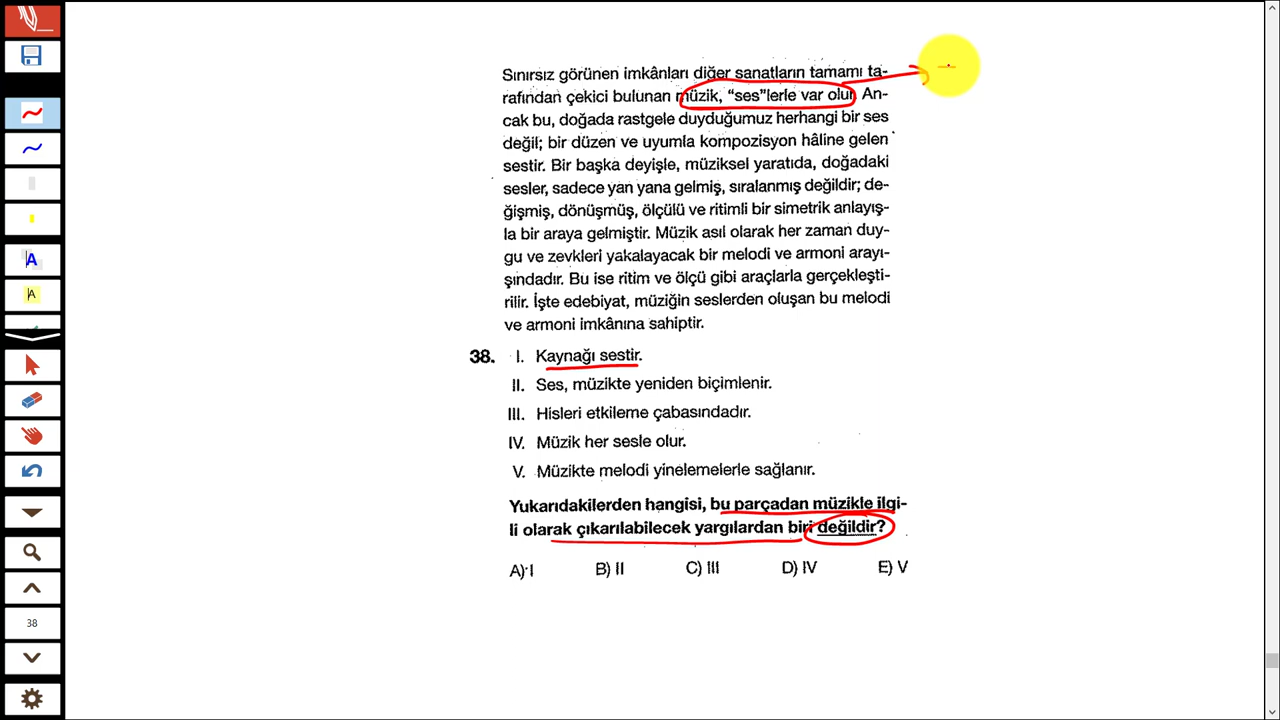 Sınırsız görünen imkânları diğer sanatların tamamı ta-
rafından çekici bulunan müzik, “ses”lerle var olur. An-
cak bu, doğada rastgele duyduğumuz herhangi bir ses
değil; bir düzen ve uyumla kompozisyon hâline gelen
sestir. Bir başka deyişle, müziksel yaratıda, doğadaki
sesler, sadece yan yana gelmiş, sıralanmış değildir; de-
ğişmiş, dönüşmüş, ölçülü ve ritimli bir simetrik anlayış-
la bir araya gelmiştir. Müzik asıl olarak her zaman duy-
gu ve zevkleri yakalayacak bir melodi ve armoni arayı-
şındadır. Bu ise ritim ve ölçü gibi araçlarla gerçekleşti-
rilir. İşte edebiyat, müziğin seslerden oluşan bu melodi
ve armoni imkânına sahiptir.
38. I. Kaynağı sestir.
II. Ses, müzikte yeniden biçimlenir.
III. Hisleri etkileme çabasındadır.
IV. Müzik her sesle olur.
V. Müzikte melodi yinelemelerle sağlanır.
Yukarıdakilerden hangisi, bu parçadan müzikle ilgi-
li olarak çıkarılabilecek yargılardan biri değildir?
A) I B) II C) III D) IV E) V
A
A
38